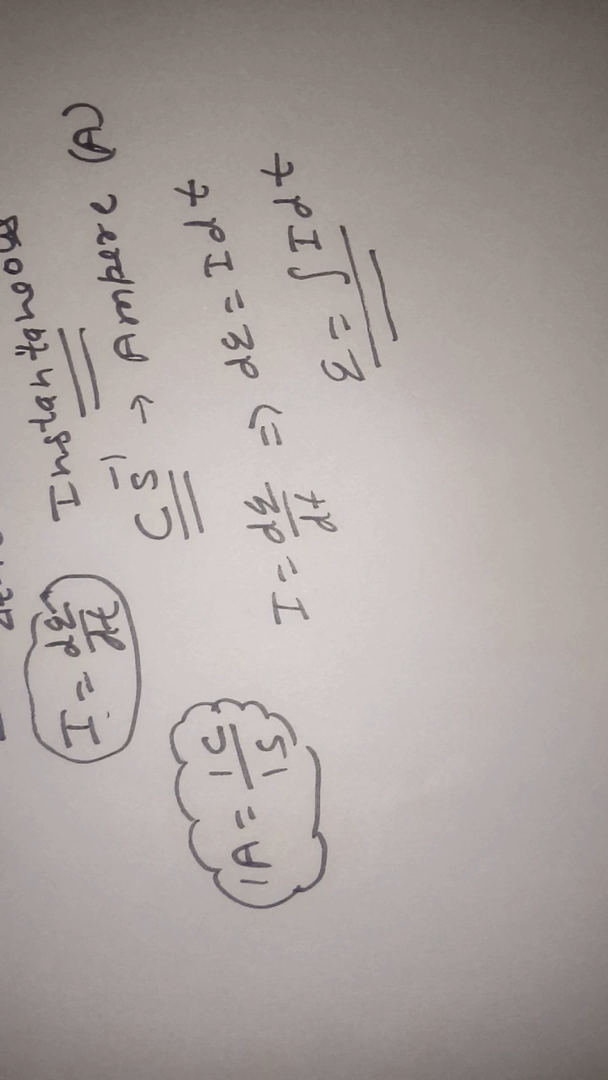 I = dq/dt Instantaneous
C S⁻¹ → Ampere (A)
1A = 1C/1S
I = dq/dt ⇒ dq = I dt
q = ∫ I dt